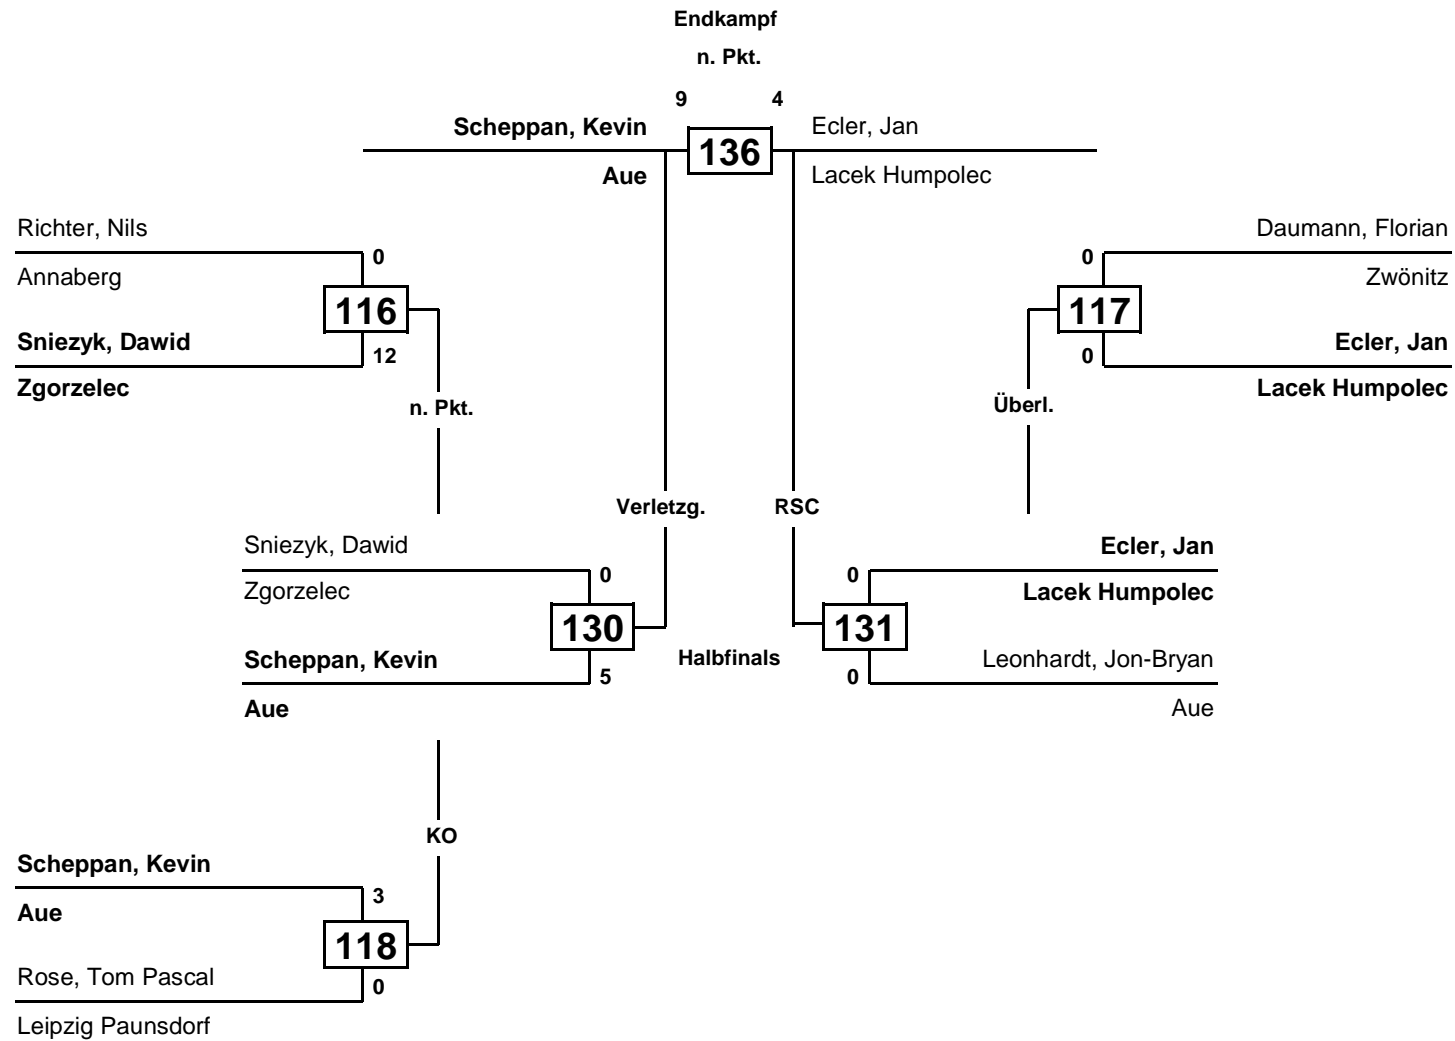 Endkampf
n. Pkt.
9 4
Scheppan, Kevin 136 Ecler, Jan
Aue Lacek Humpolec
Richter, Nils
0
Annaberg
116
Sniezyk, Dawid
12
Zgorzelec
n. Pkt.
Daumann, Florian
0
Zwönitz
117
Ecler, Jan
0
Lacek Humpolec
Überl.
Verletzg. RSC
Sniezyk, Dawid
0
Zgorzelec
130
Scheppan, Kevin
5
Aue
Halbfinals
Ecler, Jan
0
Lacek Humpolec
131
Leonhardt, Jon-Bryan
0
Aue
KO
Scheppan, Kevin
3
Aue
118
Rose, Tom Pascal
0
Leipzig Paunsdorf